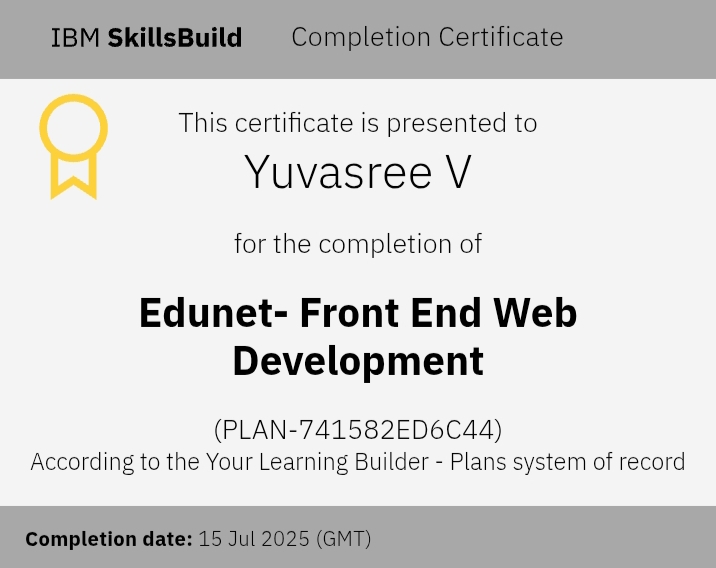 IBM SkillsBuild Completion Certificate
This certificate is presented to
Yuvasree V
for the completion of
Edunet- Front End Web
Development
(PLAN-741582ED6C44)
According to the Your Learning Builder - Plans system of record
Completion date: 15 Jul 2025 (GMT)